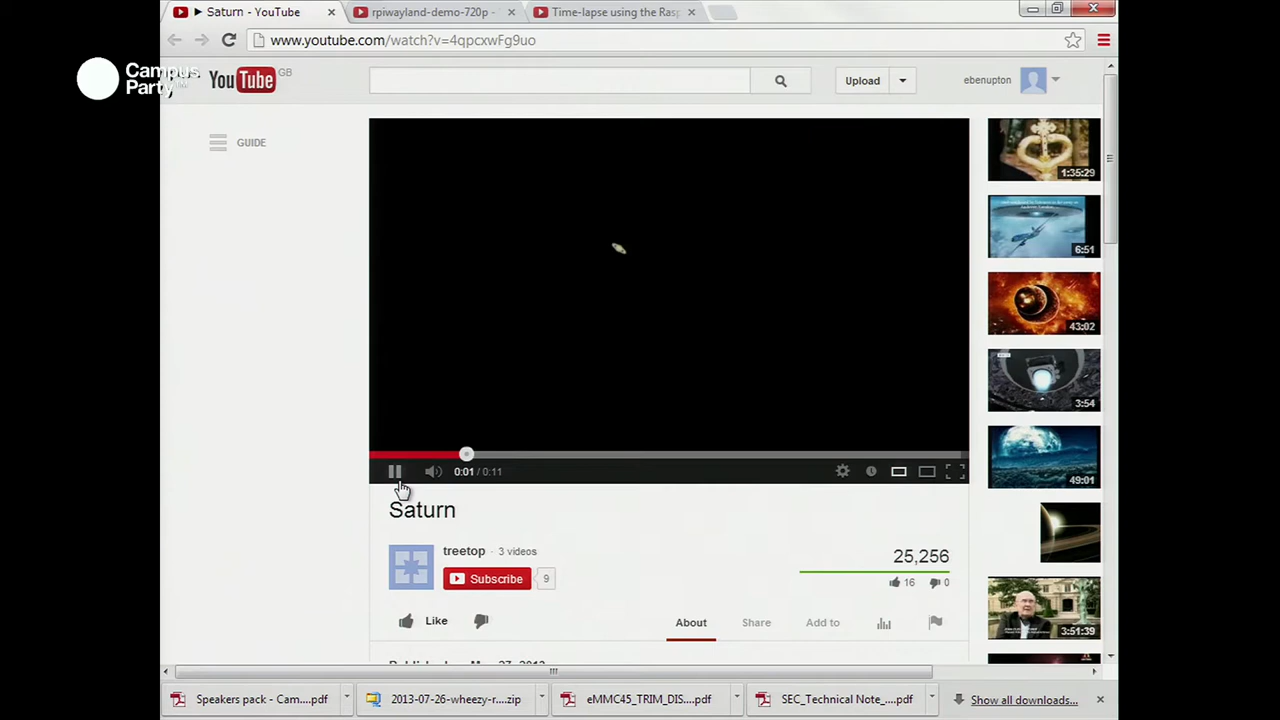 Saturn - YouTube
rpiwayland-demo-720p -
Time-lapse using the Rasp
www.youtube.com/watch?v=4qpcxwFg9uo
Campus
Party
YouTube GB
Upload
ebenupton
GUIDE
1:35:29
6:51
43:02
3:54
49:01
3:51:39
0:01 / 0:11
Saturn
treetop · 3 videos
Subscribe 9
25,256
16 0
Like
About Share Add to
Speakers pack - Cam....pdf
2013-07-26-wheezy-r....zip
eMMC45_TRIM_DIS....pdf
SEC_Technical Note_....pdf
Show all downloads...